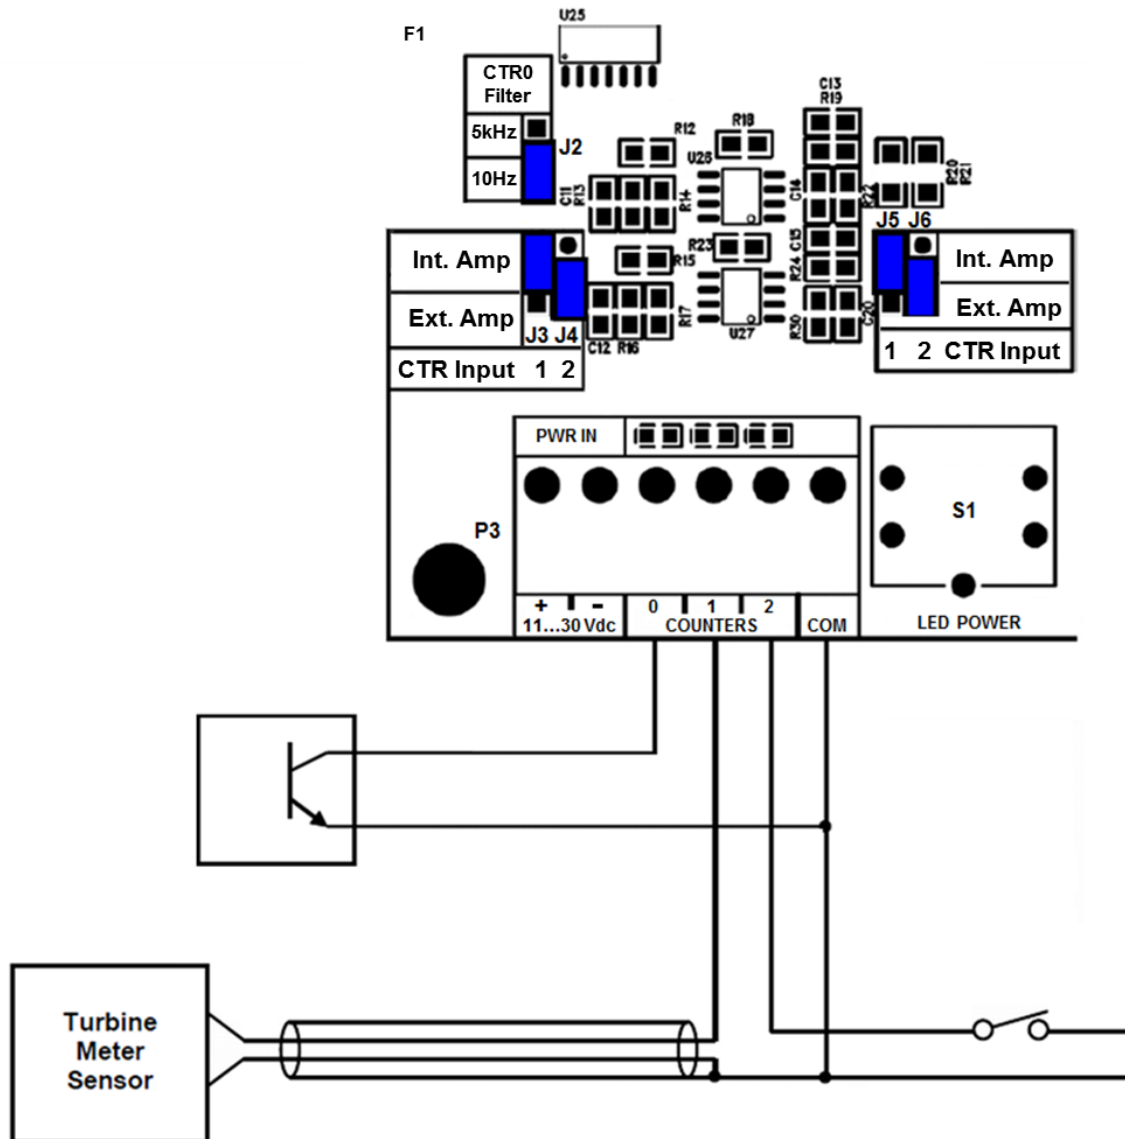 U25
F1
CTR0
Filter
5kHz
J2
10Hz
C13
R19
R12
R18
U26
C11
R13
R14
C14
R22
R20
R21
J5 J6
Int. Amp
R15
R23
C15
R24
Int. Amp
Ext. Amp
R17
R30
C20
Ext. Amp
J3 J4
C12 R16
U27
CTR Input 1 2
1 2 CTR Input
PWR IN
P3
S1
+ - 0 1 2
11...30 Vdc COUNTERS COM
LED POWER
Turbine
Meter
Sensor